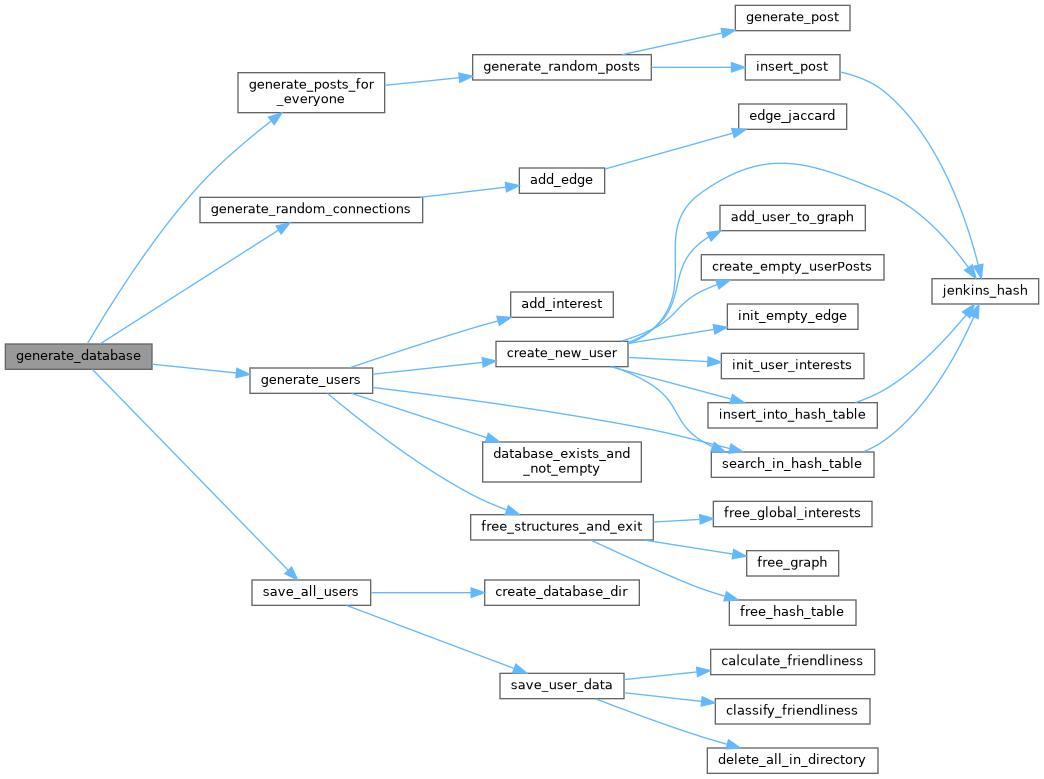 generate_post
generate_random_posts
insert_post
generate_posts_for
_everyone
edge_jaccard
add_edge
generate_random_connections
add_user_to_graph
create_empty_userPosts
jenkins_hash
add_interest
init_empty_edge
generate_database
create_new_user
init_user_interests
generate_users
insert_into_hash_table
database_exists_and
_not_empty
search_in_hash_table
free_global_interests
free_structures_and_exit
free_graph
save_all_users
create_database_dir
free_hash_table
calculate_friendliness
save_user_data
classify_friendliness
delete_all_in_directory